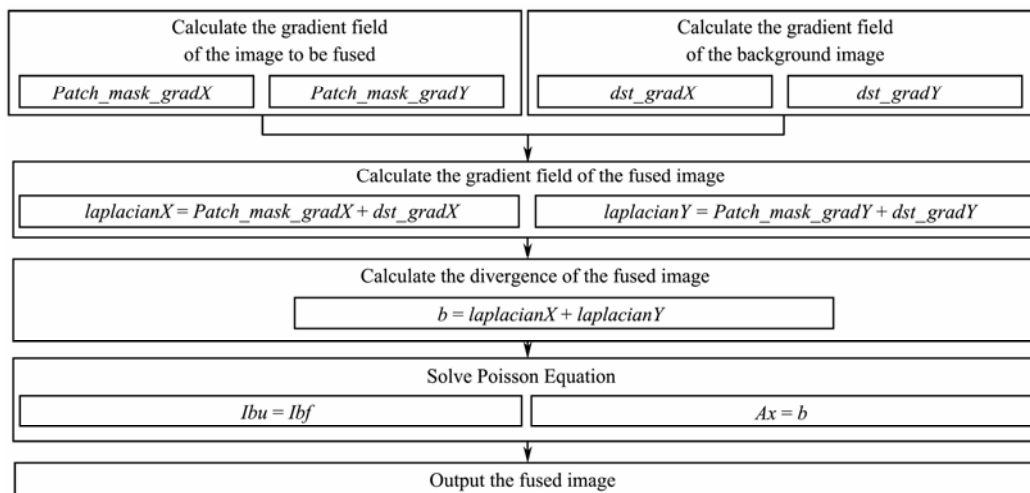 Calculate the gradient field
of the image to be fused
Patch_mask_gradX
Patch_mask_gradY
Calculate the gradient field
of the background image
dst_gradX
dst_gradY
Calculate the gradient field of the fused image
laplacianX = Patch_mask_gradX + dst_gradX
laplacianY = Patch_mask_gradY + dst_gradY
Calculate the divergence of the fused image
b = laplacianX + laplacianY
Solve Poisson Equation
Ibu = Ibf
Ax = b
Output the fused image